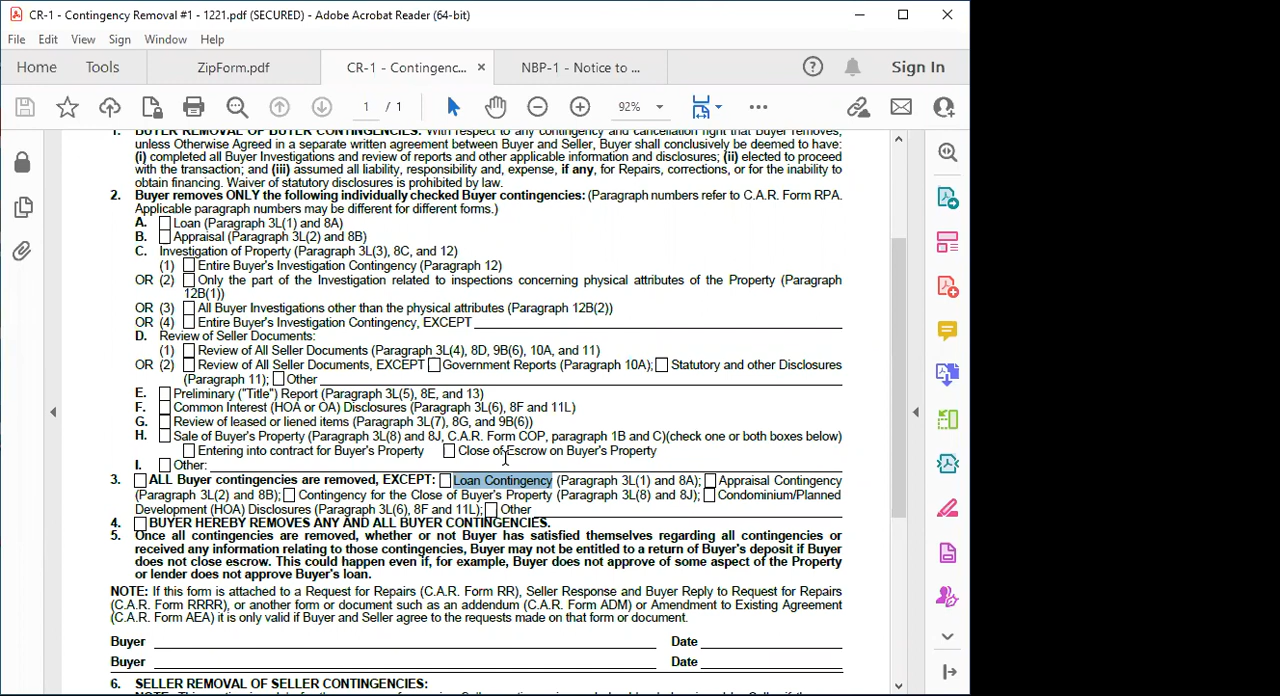 CR-1 - Contingency Removal #1 - 1221.pdf (SECURED) - Adobe Acrobat Reader (64-bit)
File Edit View Sign Window Help
Home Tools ZipForm.pdf CR-1 - Contingenc... × NBP-1 - Notice to ... Sign In
1 / 1 92%
1. BUYER REMOVAL OF BUYER CONTINGENCIES: With respect to any contingency and cancellation right that Buyer removes,
unless Otherwise Agreed in a separate written agreement between Buyer and Seller, Buyer shall conclusively be deemed to have:
(i) completed all Buyer Investigations and review of reports and other applicable information and disclosures; (ii) elected to proceed
with the transaction; and (iii) assumed all liability, responsibility and, expense, if any, for Repairs, corrections, or for the inability to
obtain financing. Waiver of statutory disclosures is prohibited by law.
2. Buyer removes ONLY the following individually checked Buyer contingencies: (Paragraph numbers refer to C.A.R. Form RPA.
Applicable paragraph numbers may be different for different forms.)
A. Loan (Paragraph 3L(1) and 8A)
B. Appraisal (Paragraph 3L(2) and 8B)
C. Investigation of Property (Paragraph 3L(3), 8C, and 12)
(1) Entire Buyer's Investigation Contingency (Paragraph 12)
OR (2) Only the part of the Investigation related to inspections concerning physical attributes of the Property (Paragraph
12B(1))
OR (3) All Buyer Investigations other than the physical attributes (Paragraph 12B(2))
OR (4) Entire Buyer's Investigation Contingency, EXCEPT
D. Review of Seller Documents:
(1) Review of All Seller Documents (Paragraph 3L(4), 8D, 9B(6), 10A, and 11)
OR (2) Review of All Seller Documents, EXCEPT Government Reports (Paragraph 10A); Statutory and other Disclosures
(Paragraph 11); Other
E. Preliminary ("Title") Report (Paragraph 3L(5), 8E, and 13)
F. Common Interest (HOA or OA) Disclosures (Paragraph 3L(6), 8F and 11L)
G. Review of leased or liened items (Paragraph 3L(7), 8G, and 9B(6))
H. Sale of Buyer's Property (Paragraph 3L(8) and 8J, C.A.R. Form COP, paragraph 1B and C)(check one or both boxes below)
Entering into contract for Buyer's Property Close of Escrow on Buyer's Property
I. Other:
3. ALL Buyer contingencies are removed, EXCEPT: Loan Contingency (Paragraph 3L(1) and 8A); Appraisal Contingency
(Paragraph 3L(2) and 8B); Contingency for the Close of Buyer's Property (Paragraph 3L(8) and 8J); Condominium/Planned
Development (HOA) Disclosures (Paragraph 3L(6), 8F and 11L); Other
4. BUYER HEREBY REMOVES ANY AND ALL BUYER CONTINGENCIES.
5. Once all contingencies are removed, whether or not Buyer has satisfied themselves regarding all contingencies or
received any information relating to those contingencies, Buyer may not be entitled to a return of Buyer's deposit if Buyer
does not close escrow. This could happen even if, for example, Buyer does not approve of some aspect of the Property
or lender does not approve Buyer's loan.
NOTE: If this form is attached to a Request for Repairs (C.A.R. Form RR), Seller Response and Buyer Reply to Request for Repairs
(C.A.R. Form RRRR), or another form or document such as an addendum (C.A.R. Form ADM) or Amendment to Existing Agreement
(C.A.R. Form AEA) it is only valid if Buyer and Seller agree to the requests made on that form or document.
Buyer Date
Buyer Date
6. SELLER REMOVAL OF SELLER CONTINGENCIES: